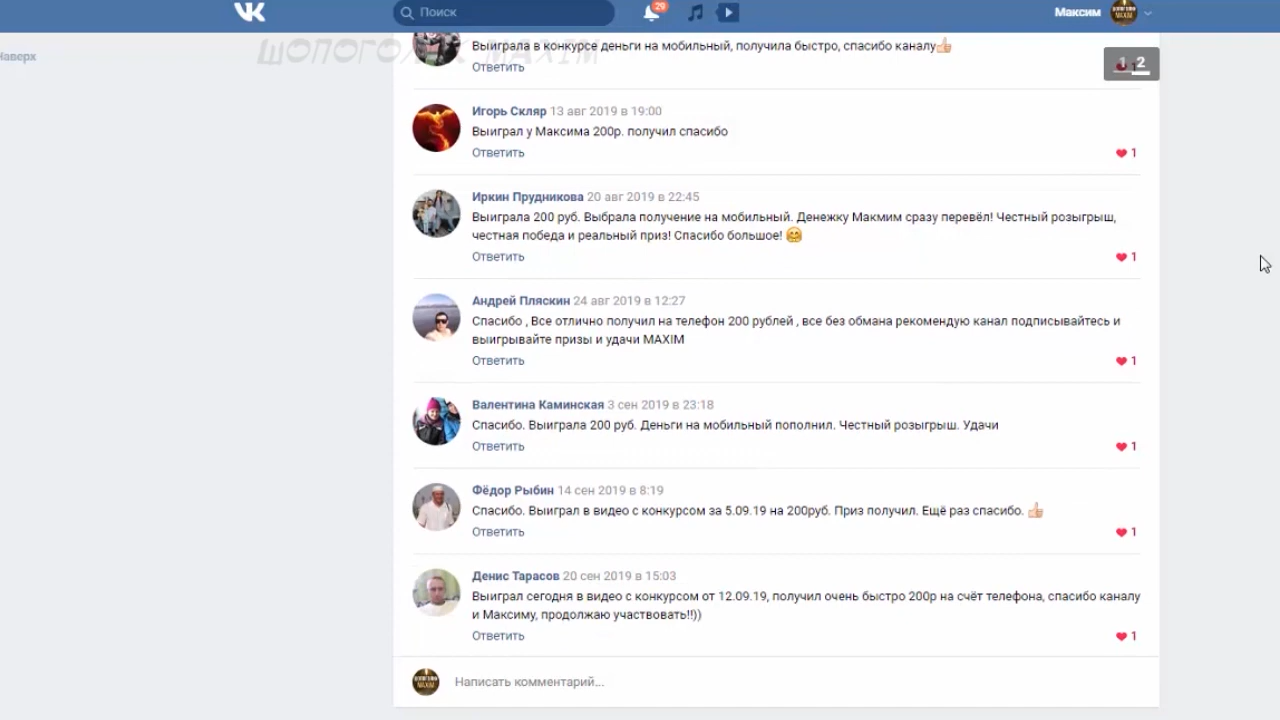 Поиск
29
Максим
Наверх
ШОПОГОЛИК MAXIM
Выиграла в конкурсе деньги на мобильный, получила быстро, спасибо каналу
Ответить
1 2
Игорь Скляр 13 авг 2019 в 19:00
Выиграл у Максима 200р. получил спасибо
Ответить
1
Иркин Прудникова 20 авг 2019 в 22:45
Выиграла 200 руб. Выбрала получение на мобильный. Денежку Макмим сразу перевёл! Честный розыгрыш,
честная победа и реальный приз! Спасибо большое! 🤗
Ответить
1
Андрей Пляскин 24 авг 2019 в 12:27
Спасибо , Все отлично получил на телефон 200 рублей , все без обмана рекомендую канал подписывайтесь и
выигрывайте призы и удачи MAXIM
Ответить
1
Валентина Каминская 3 сен 2019 в 23:18
Спасибо. Выиграла 200 руб. Деньги на мобильный пополнил. Честный розыгрыш. Удачи
Ответить
1
Фёдор Рыбин 14 сен 2019 в 8:19
Спасибо. Выиграл в видео с конкурсом за 5.09.19 на 200руб. Приз получил. Ещё раз спасибо. 👍
Ответить
1
Денис Тарасов 20 сен 2019 в 15:03
Выиграл сегодня в видео с конкурсом от 12.09.19, получил очень быстро 200р на счёт телефона, спасибо каналу
и Максиму, продолжаю участвовать!!))
Ответить
1
Написать комментарий...